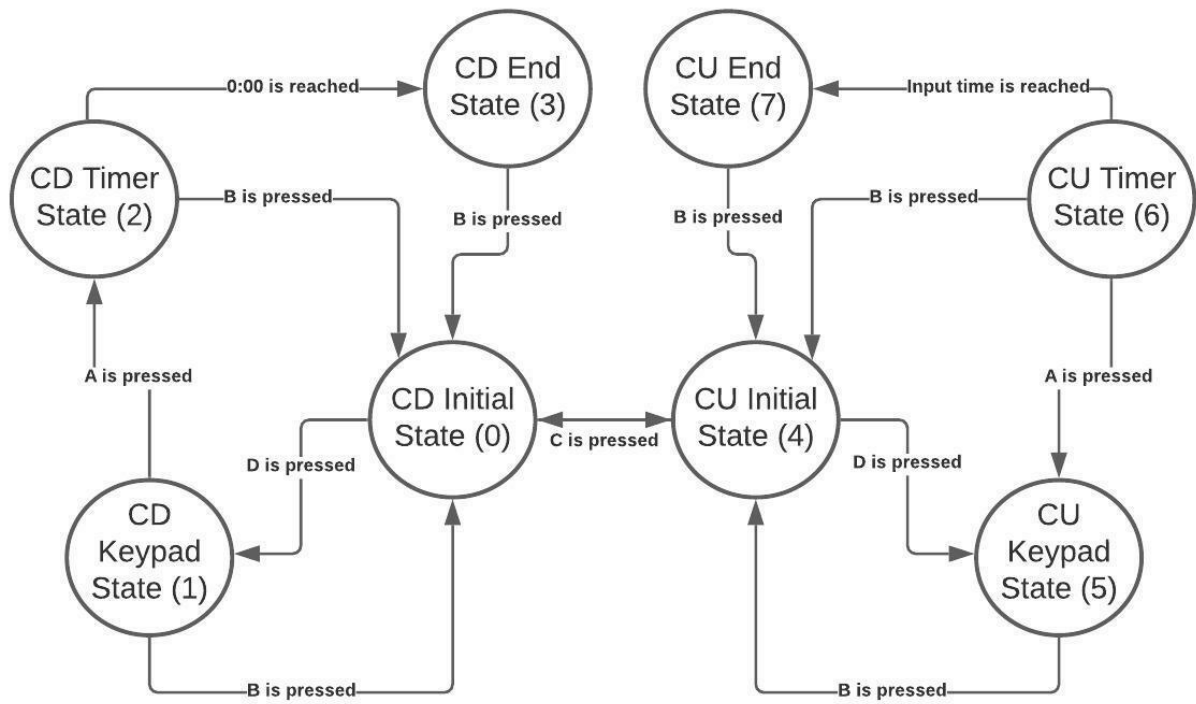 CD End
State (3)
CU End
State (7)
0:00 is reached
Input time is reached
CD Timer
State (2)
CU Timer
State (6)
B is pressed
B is pressed
B is pressed
B is pressed
A is pressed
A is pressed
CD Initial
State (0)
CU Initial
State (4)
C is pressed
D is pressed
D is pressed
CD
Keypad
State (1)
CU
Keypad
State (5)
B is pressed
B is pressed